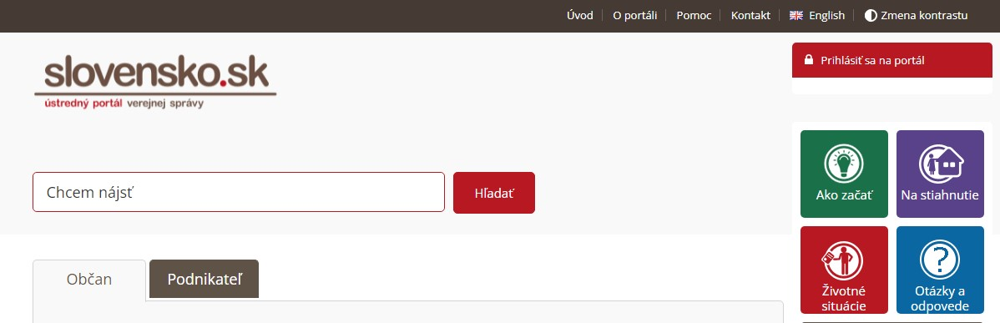 Úvod
O portáli
Pomoc
Kontakt
English
Zmena kontrastu
slovensko.sk
ústredný portál verejnej správy
Prihlásiť sa na portál
Chcem nájsť
Hľadať
Ako začať
Na stiahnutie
Životné
situácie
Otázky a
odpovede
Občan
Podnikateľ